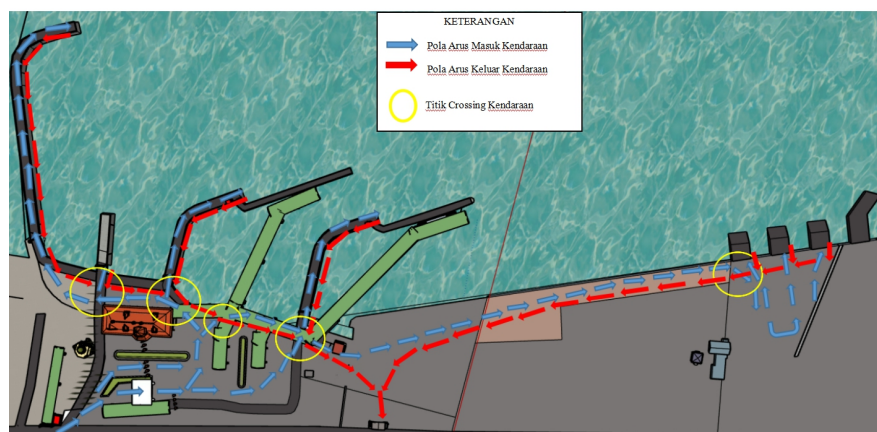 KETERANGAN
Pola Arus Masuk Kendaraan
Pola Arus Keluar Kendaraan
Titik Crossing Kendaraan